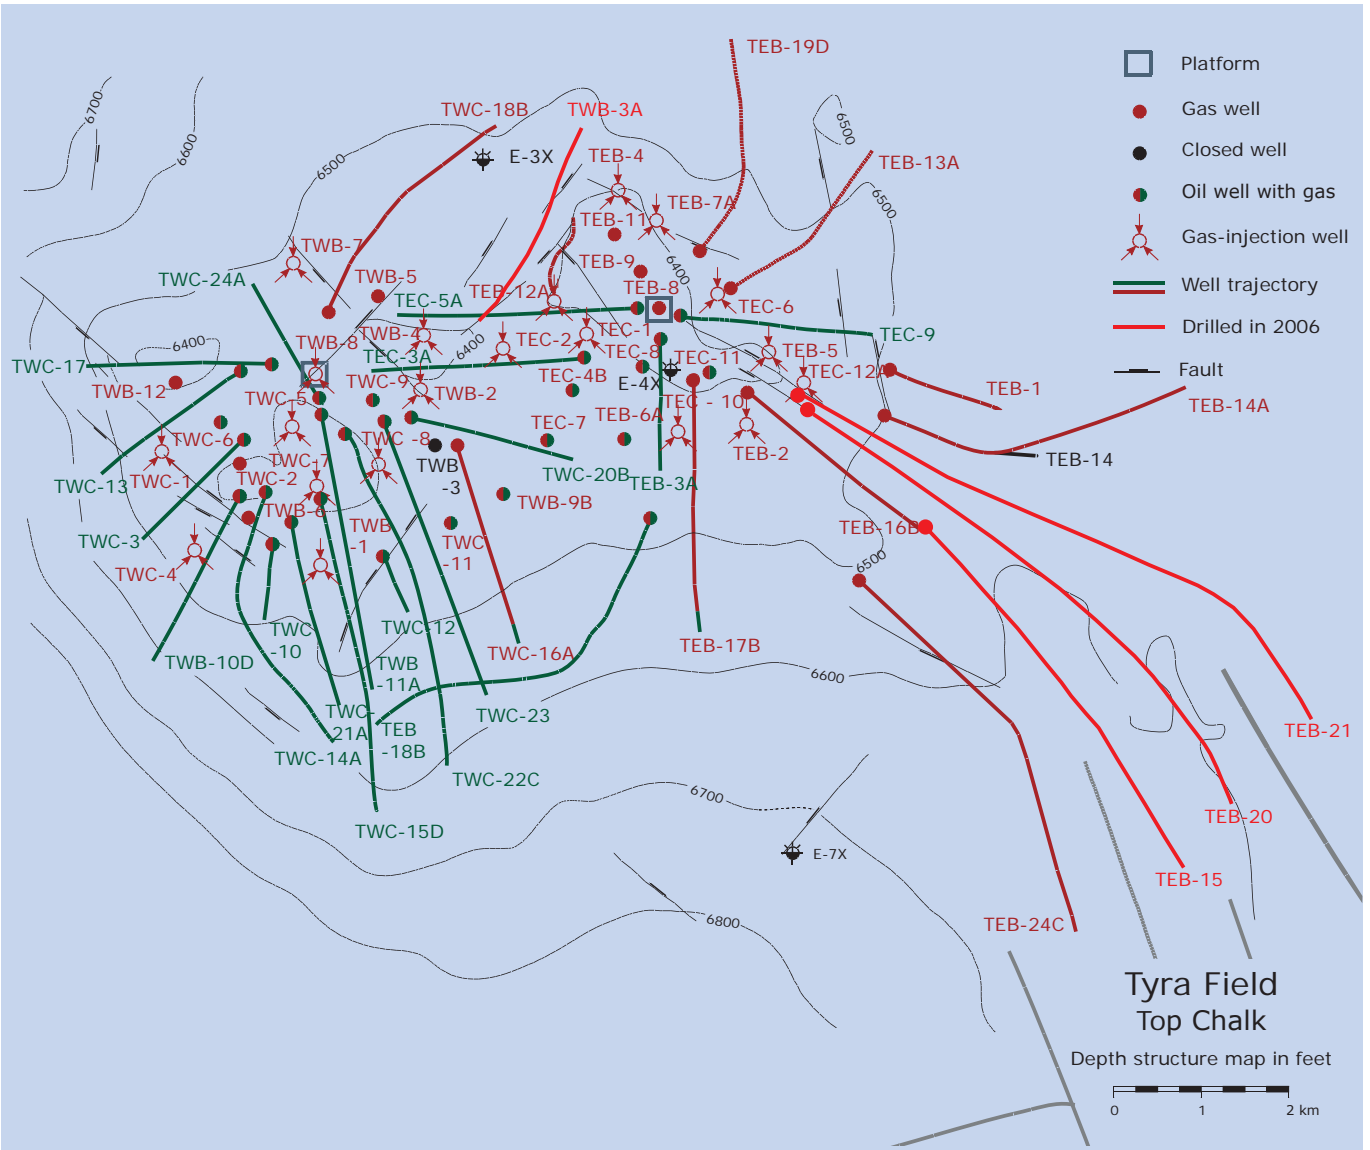 TEB-19D
Platform
6700
TWC-18B
TWB-3A
Gas well
6600
6500
E-3X
TEB-4
6500
Closed well
TEB-13A
Oil well with gas
TEB-7A
6500
TEB-11
Gas-injection well
TWB-7
TWC-24A
TWB-5
TEB-9
6400
Well trajectory
TEB-12A
TEB-8
TEC-5A
TEC-6
Drilled in 2006
TWB-4
TEC-1
TEC-9
6400
TWB-8
6400
TEC-2
TEC-8
TEC-11
TEB-5
TWC-17
TEC-3A
Fault
TEC-12A
TWB-12
TWC-9
TEC-4B
E-4X
TEB-1
TWC-5
TWB-2
TEC - 10
TEB-14A
TEB-6A
TEC-7
TWC-6
TWC -8
TEB-2
TWC-7
TWB
-3
TEB-14
TWC-1
TWC-2
TWC-20B
TEB-3A
TWC-13
TWB-6
TWB-9B
TWB
-1
TEB-16B
TWC-3
TWC
-11
6500
TWC-4
TWC
-10
TWC-12
TWC-16A
TEB-17B
TWB-10D
TWB
-11A
6600
TWC-
21A
TEB
-18B
TWC-23
TEB-21
TWC-14A
TWC-22C
6700
TEB-20
TWC-15D
E-7X
TEB-15
6800
TEB-24C
Tyra Field
Top Chalk
Depth structure map in feet
0 1 2 km